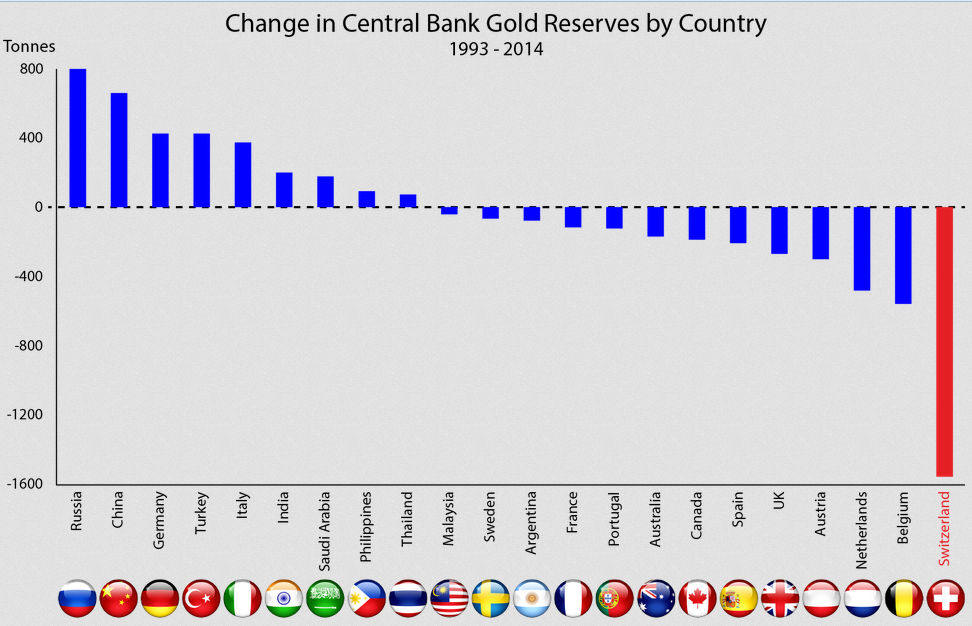 Change in Central Bank Gold Reserves by Country
1993 - 2014
Tonnes
800
400
0
-400
-800
-1200
-1600
Russia
China
Germany
Turkey
Italy
India
Saudi Arabia
Philippines
Thailand
Malaysia
Sweden
Argentina
France
Portugal
Australia
Canada
Spain
UK
Austria
Netherlands
Belgium
Switzerland